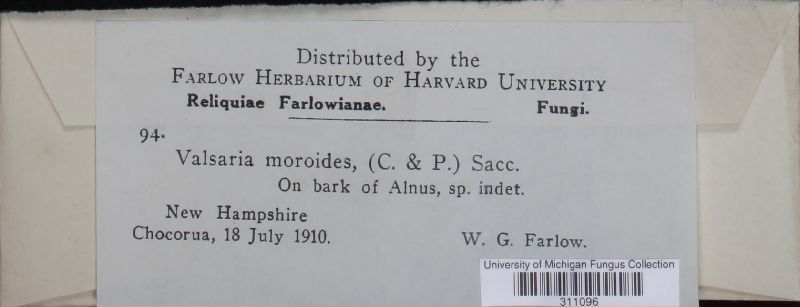 Distributed by the
FARLOW HERBARIUM OF HARVARD UNIVERSITY
Reliquiae Farlowianae. Fungi.
94.
Valsaria moroides, (C. & P.) Sacc.
On bark of Alnus, sp. indet.
New Hampshire
Chocorua, 18 July 1910. W. G. Farlow.
University of Michigan Fungus Collection
311096